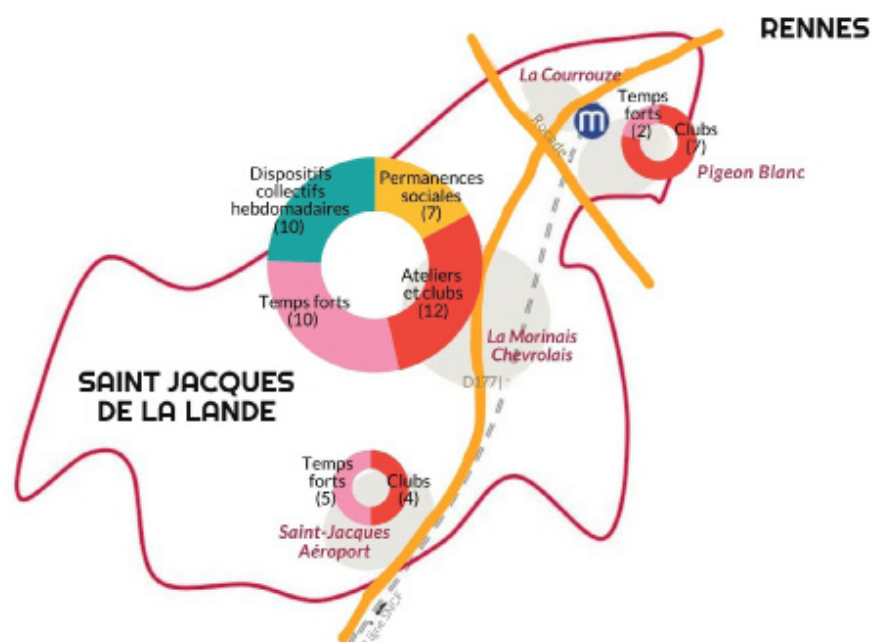 RENNES
La Courrouze
m
Temps
forts
(2)
Clubs
(7)
Pigeon Blanc
Dispositifs
collectifs
hebdomadaires
(10)
Permanences
sociales
(7)
Temps forts
(10)
Ateliers
et clubs
(12)
La Morinais
Chevrolais
D177
SAINT JACQUES
DE LA LANDE
Temps
forts
(5)
Clubs
(4)
Saint-Jacques
Aéroport
ligne SNCF